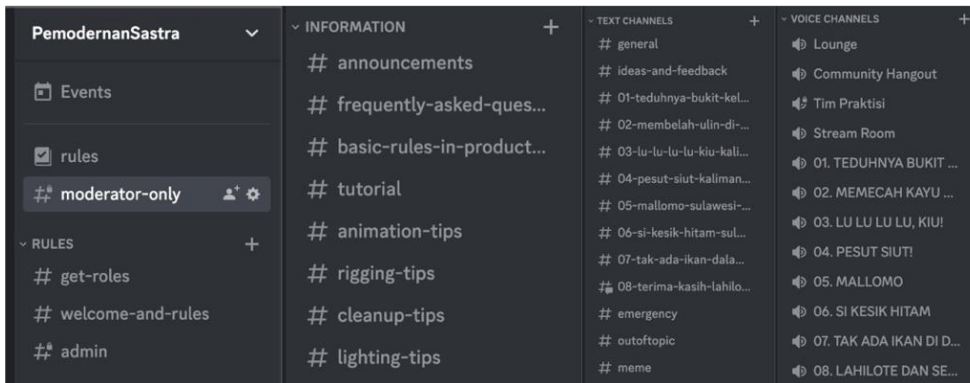 PemodernanSastra
Events
rules
moderator-only
RULES
get-roles
welcome-and-rules
admin
INFORMATION
announcements
frequently-asked-ques...
basic-rules-in-product...
tutorial
animation-tips
rigging-tips
cleanup-tips
lighting-tips
TEXT CHANNELS
general
ideas-and-feedback
01-teduhnya-bukit-kel...
02-membelah-ulin-di-...
03-lu-lu-lu-lu-kiu-kali...
04-pesut-siut-kaliman...
05-mallomo-sulawesi-...
06-si-kesik-hitam-sul...
07-tak-ada-ikan-dala...
08-terima-kasih-lahilo...
emergency
outoftopic
meme
VOICE CHANNELS
Lounge
Community Hangout
Tim Praktisi
Stream Room
01. TEDUHNYA BUKIT ...
02. MEMECAH KAYU ...
03. LU LU LU LU, KIU!
04. PESUT SIUT!
05. MALLOMO
06. SI KESIK HITAM
07. TAK ADA IKAN DI D...
08. LAHILOTE DAN SE...